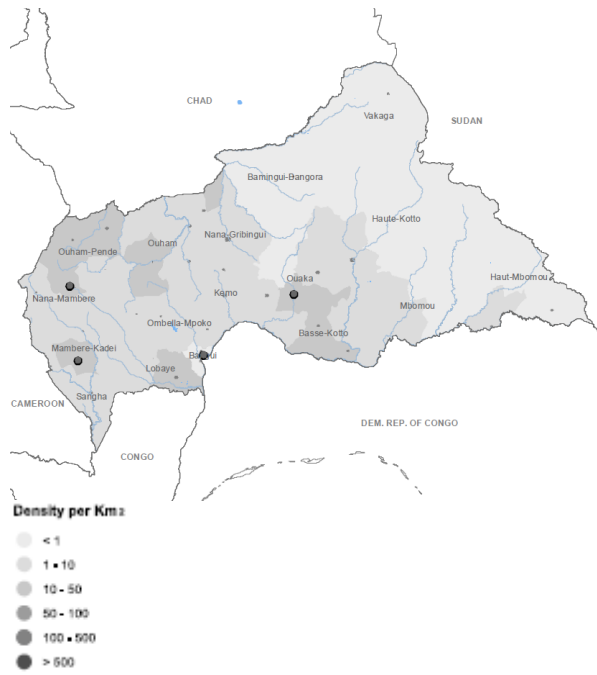 CHAD
SUDAN
Vakaga
Bamingui-Bangora
Haute-Kotto
Nana-Gribingui
Ouham
Ouham-Pende
Ouaka
Haut-Mbomou
Kemo
Nana-Mambere
Mbomou
Ombella-Mpoko
Basse-Kotto
Mambere-Kadei
Lobaye
Sangha
CAMEROON
DEM. REP. OF CONGO
CONGO
Density per Km2
< 1
1 - 10
10 - 50
50 - 100
100 - 500
> 500